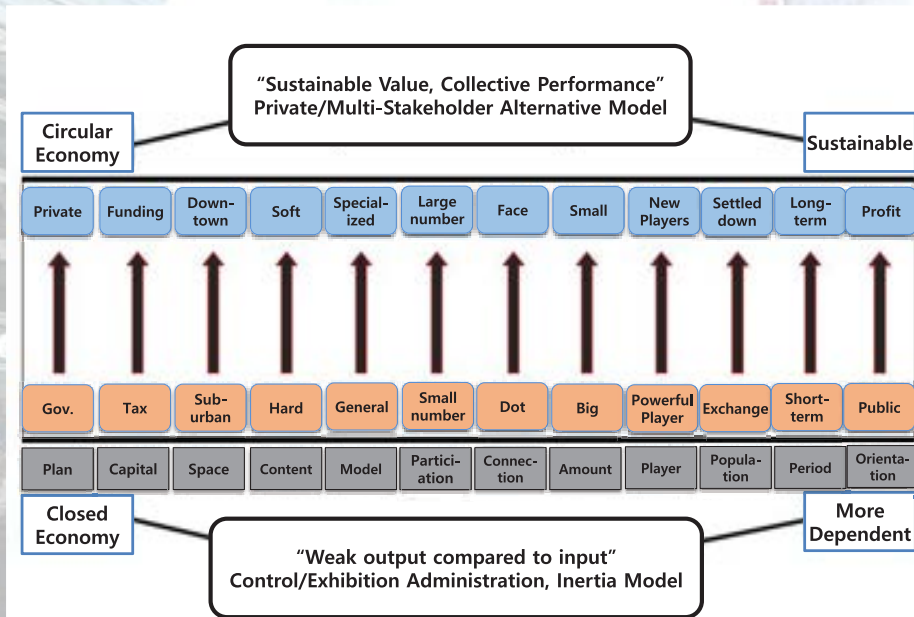 “Sustainable Value, Collective Performance”
Private/Multi-Stakeholder Alternative Model
Circular
Economy
Sustainable
Private
Funding
Down-
town
Soft
Special-
ized
Large
number
Face
Small
New
Players
Settled
down
Long-
term
Profit
Gov.
Tax
Sub-
urban
Hard
General
Small
number
Dot
Big
Powerful
Player
Exchange
Short-
term
Public
Plan
Capital
Space
Content
Model
Partici-
ation
Connec-
tion
Amount
Player
Popula-
tion
Period
Orienta-
tion
Closed
Economy
More
Dependent
“Weak output compared to input”
Control/Exhibition Administration, Inertia Model